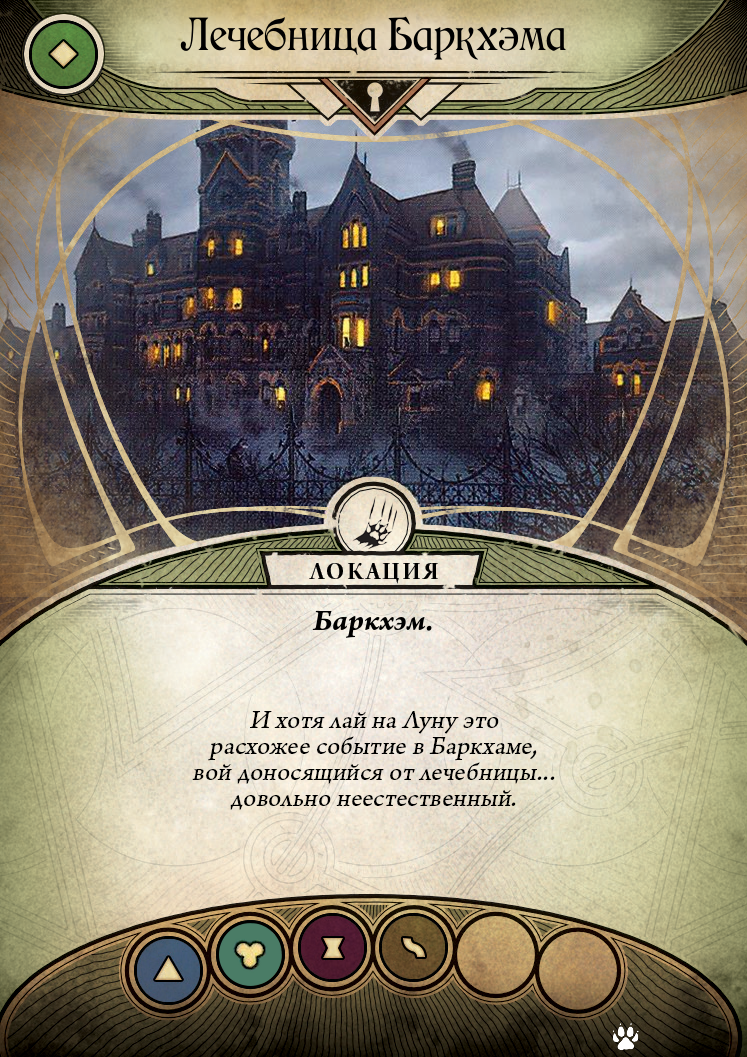 Лечебница Баркхэма
ЛОКАЦИЯ
Баркхэм.
И хотя лай на Луну это
расхожее событие в Баркхаме,
вой доносящийся от лечебницы...
довольно неестественный.